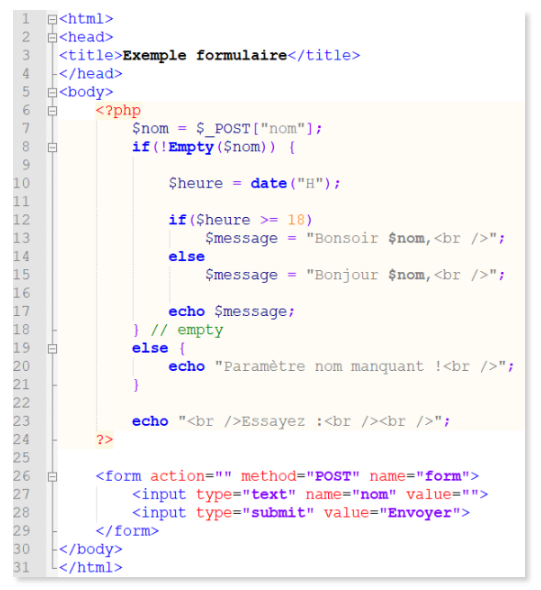 1 <html>
2 <head>
3 <title>Exemple formulaire</title>
4 </head>
5 <body>
6 <?php
7 $nom = $_POST["nom"];
8 if(!Empty($nom)) {
9
10 $heure = date("H");
11
12 if($heure >= 18)
13 $message = "Bonsoir $nom,<br />";
14 else
15 $message = "Bonjour $nom,<br />";
16
17 echo $message;
18 } // empty
19 else {
20 echo "Paramètre nom manquant !<br />";
21 }
22
23 echo "<br />Essayez :<br /><br />";
24 ?>
25
26 <form action="" method="POST" name="form">
27 <input type="text" name="nom" value="">
28 <input type="submit" value="Envoyer">
29 </form>
30 </body>
31 </html>